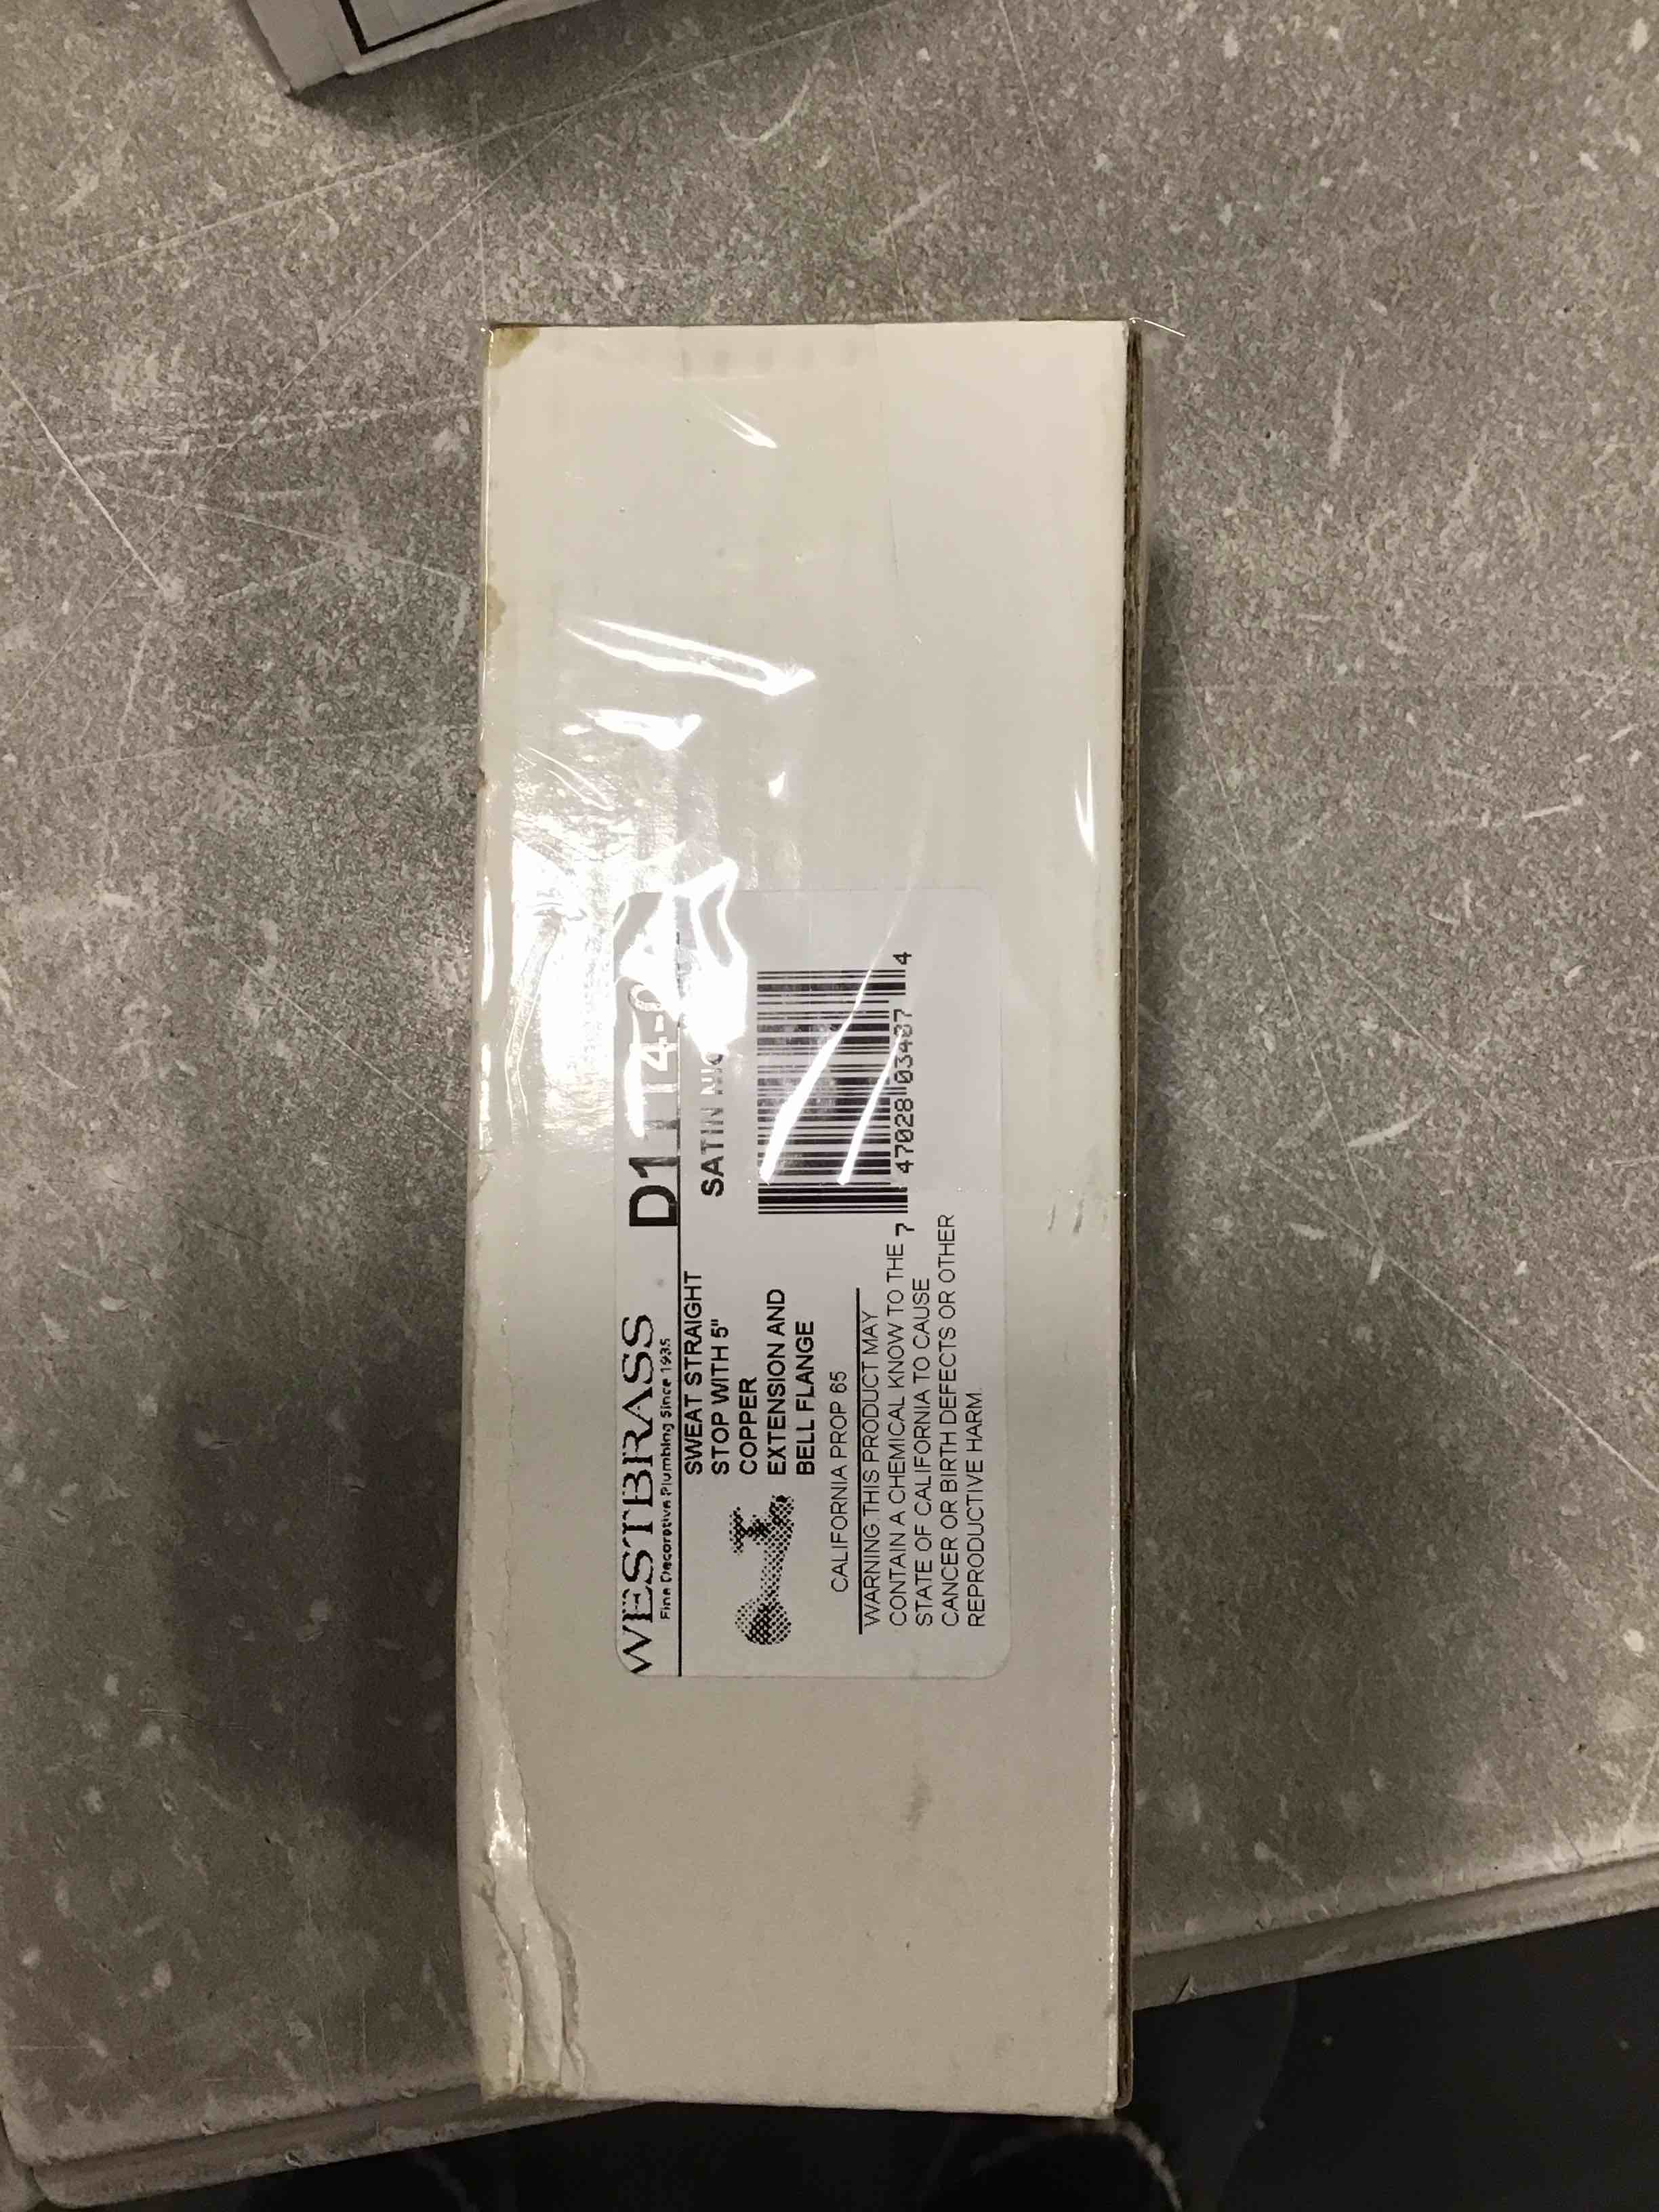 WESTBRASS
Fine Decorative Plumbing Since 1935
SWEAT STRAIGHT
STOP WITH 5"
COPPER
EXTENSION AND
BELL FLANGE
SATIN
7 47028 4
CALIFORNIA PROP 65
WARNING:THIS PRODUCT MAY
CONTAIN A CHEMICAL KNOW TO THE
STATE OF CALIFORNIA TO CAUSE
CANCER OR BIRTH DEFECTS OR OTHER
REPRODUCTIVE HARM.